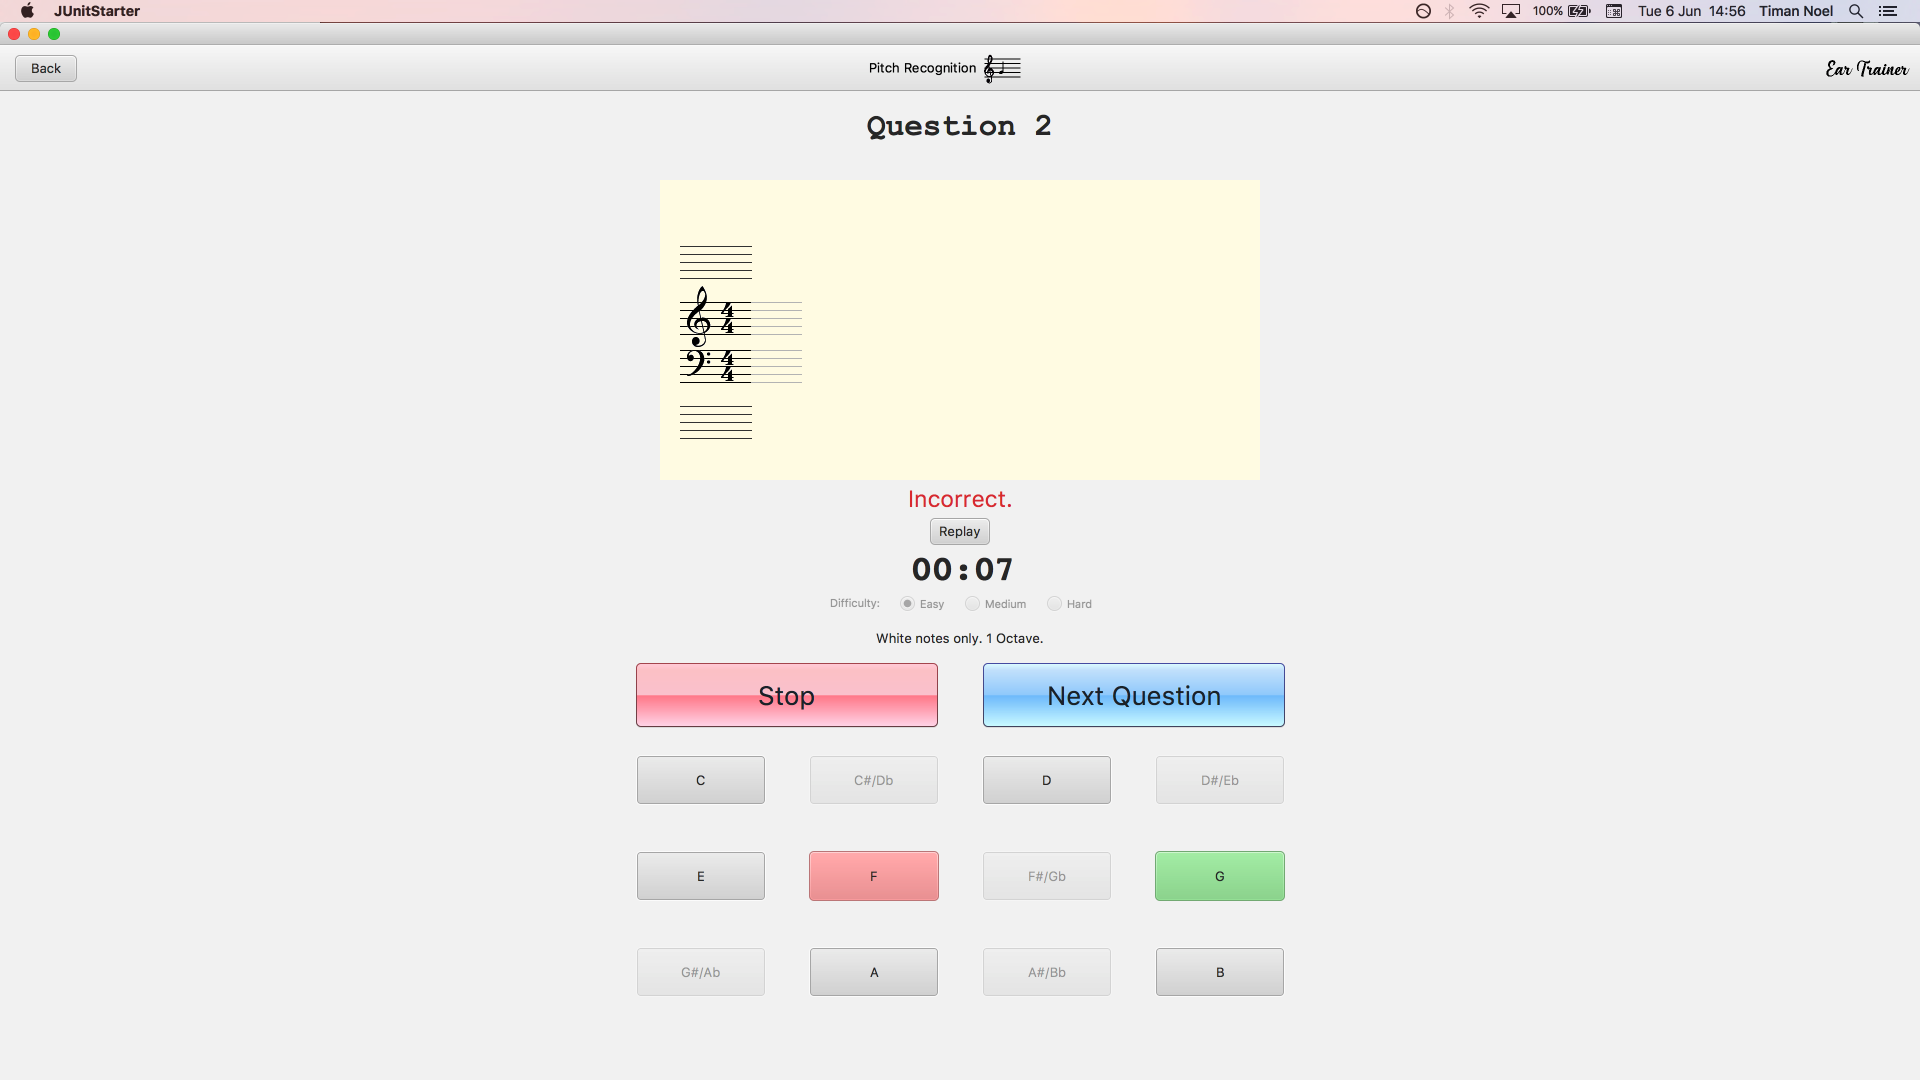 JUnitStarter
100%
Tue 6 Jun 14:56
Timan Noel
Back
Pitch Recognition
Ear Trainer
Question 2
4
4
4
4
Incorrect.
Replay
00:07
Difficulty: Easy Medium Hard
White notes only. 1 Octave.
Stop Next Question
C C#/Db D D#/Eb
E F F#/Gb G
G#/Ab A A#/Bb B